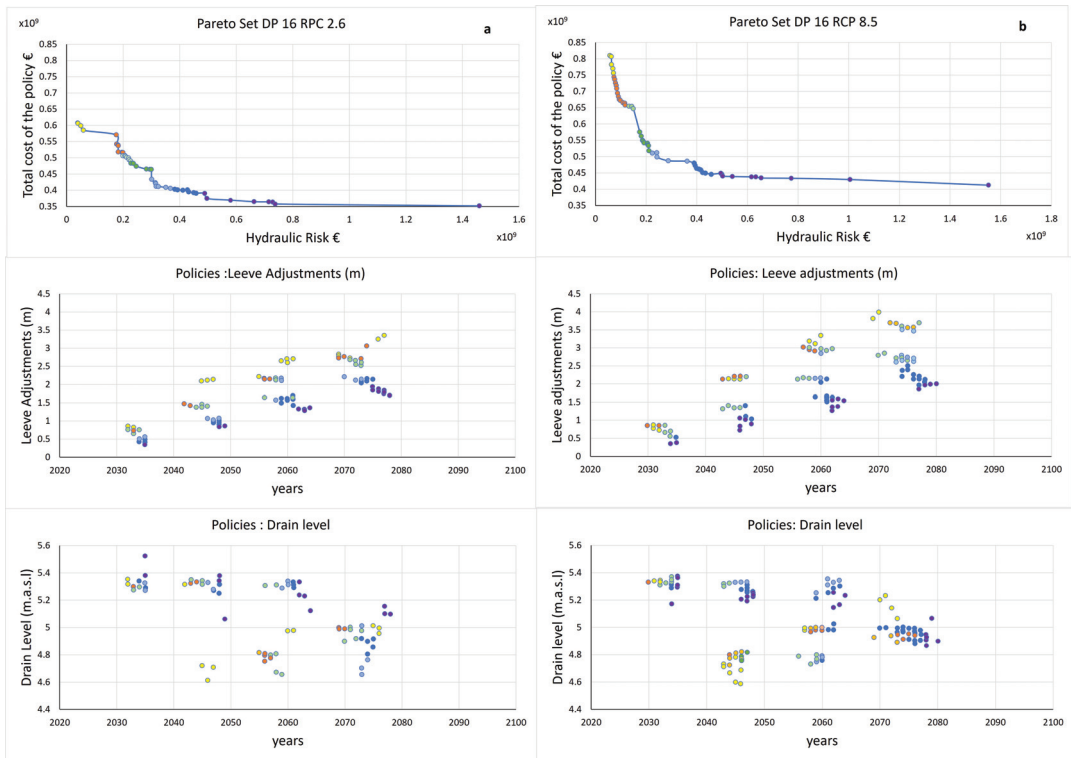 x10⁹
Pareto Set DP 16 RPC 2.6
a
Total cost of the policy €
0.85
0.8
0.75
0.7
0.65
0.6
0.55
0.5
0.45
0.4
0.35
0 0.2 0.4 0.6 0.8 1 1.2 1.4 1.6
Hydraulic Risk €
x10⁹
x10⁹
Pareto Set DP 16 RCP 8.5
b
Total cost of the policy €
0.85
0.8
0.75
0.7
0.65
0.6
0.55
0.5
0.45
0.4
0.35
0 0.2 0.4 0.6 0.8 1 1.2 1.4 1.6 1.8
Hydraulic Risk €
x10⁹
Policies :Leeve Adjustments (m)
Leeve Adjustments (m)
4.5
4
3.5
3
2.5
2
1.5
1
0.5
0
2020 2030 2040 2050 2060 2070 2080 2090 2100
years
Policies: Leeve adjustments (m)
Leeve adjustments (m)
4.5
4
3.5
3
2.5
2
1.5
1
0.5
0
2020 2030 2040 2050 2060 2070 2080 2090 2100
years
Policies : Drain level
Drain Level (m.a.s.l)
5.6
5.4
5.2
5
4.8
4.6
4.4
2020 2030 2040 2050 2060 2070 2080 2090 2100
years
Policies: Drain level
Drain level (m.a.s.l)
5.6
5.4
5.2
5
4.8
4.6
4.4
2020 2030 2040 2050 2060 2070 2080 2090 2100
years